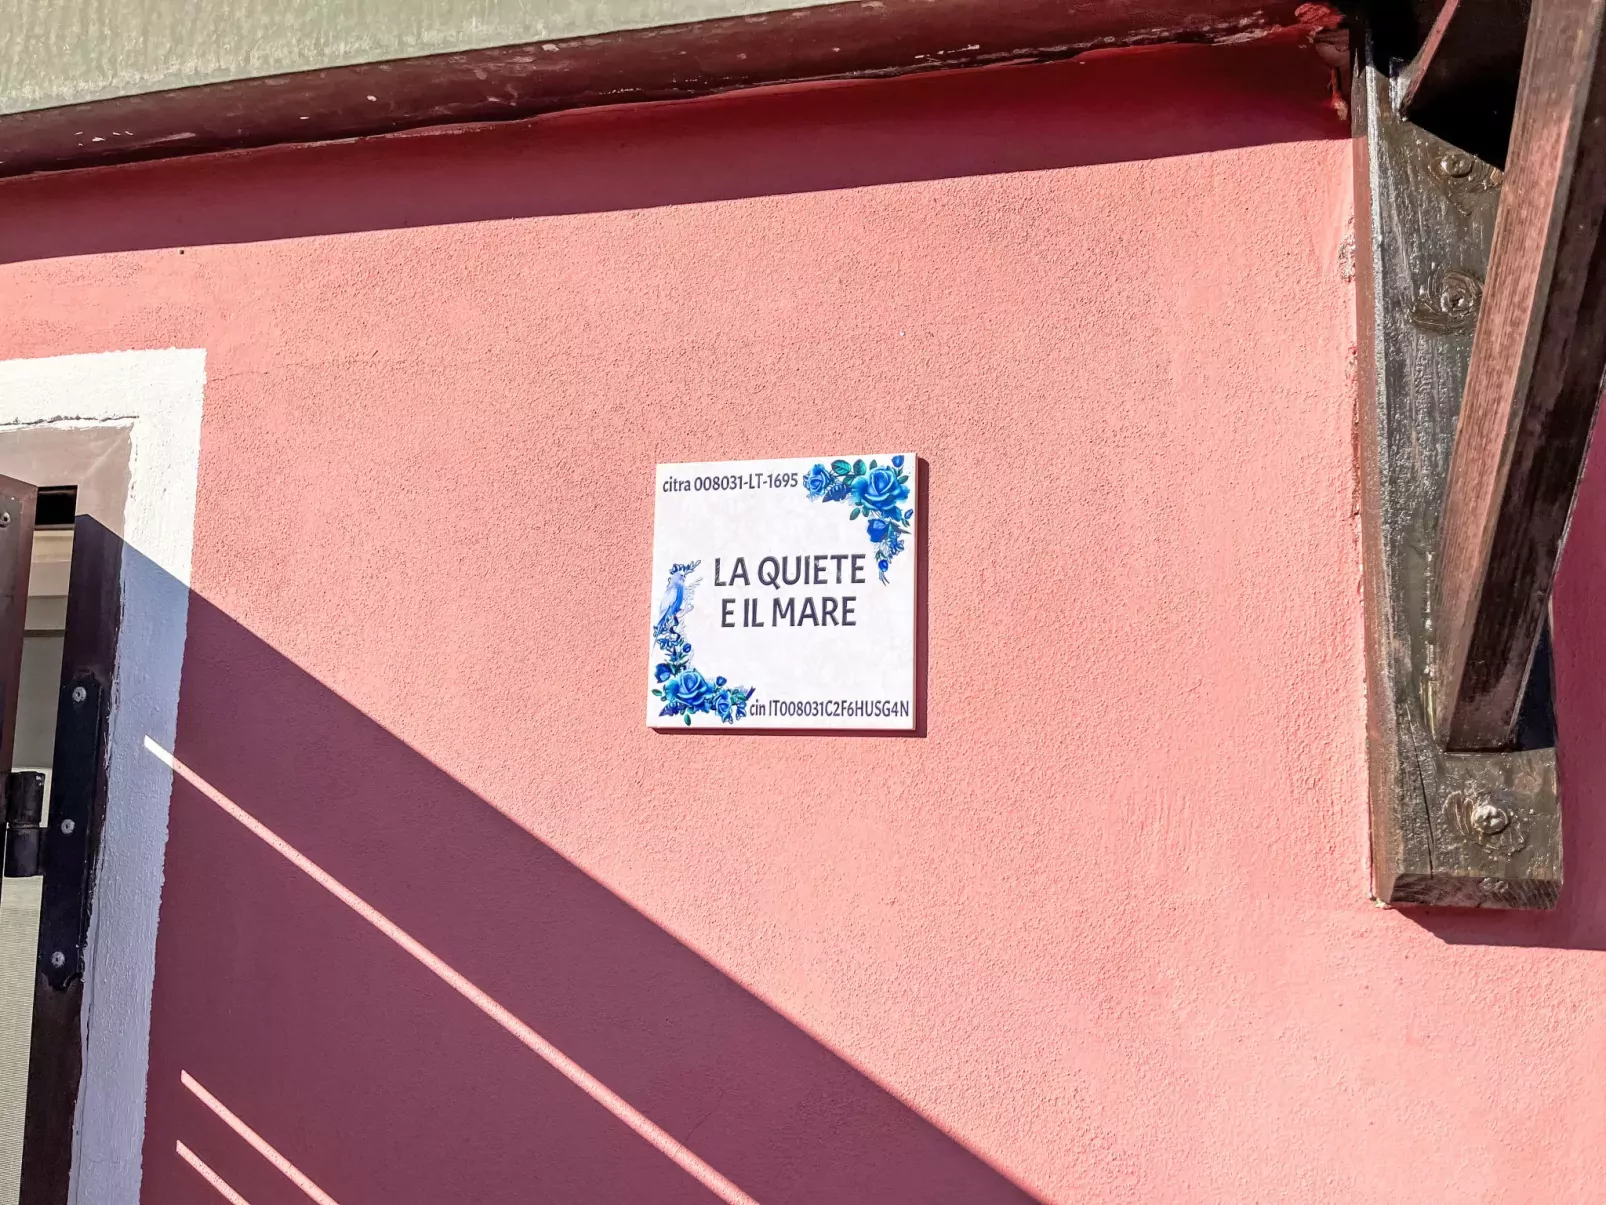 citra 008031-LT-1695
LA QUIETE
E IL MARE
cin IT008031C2F6HUSG4N